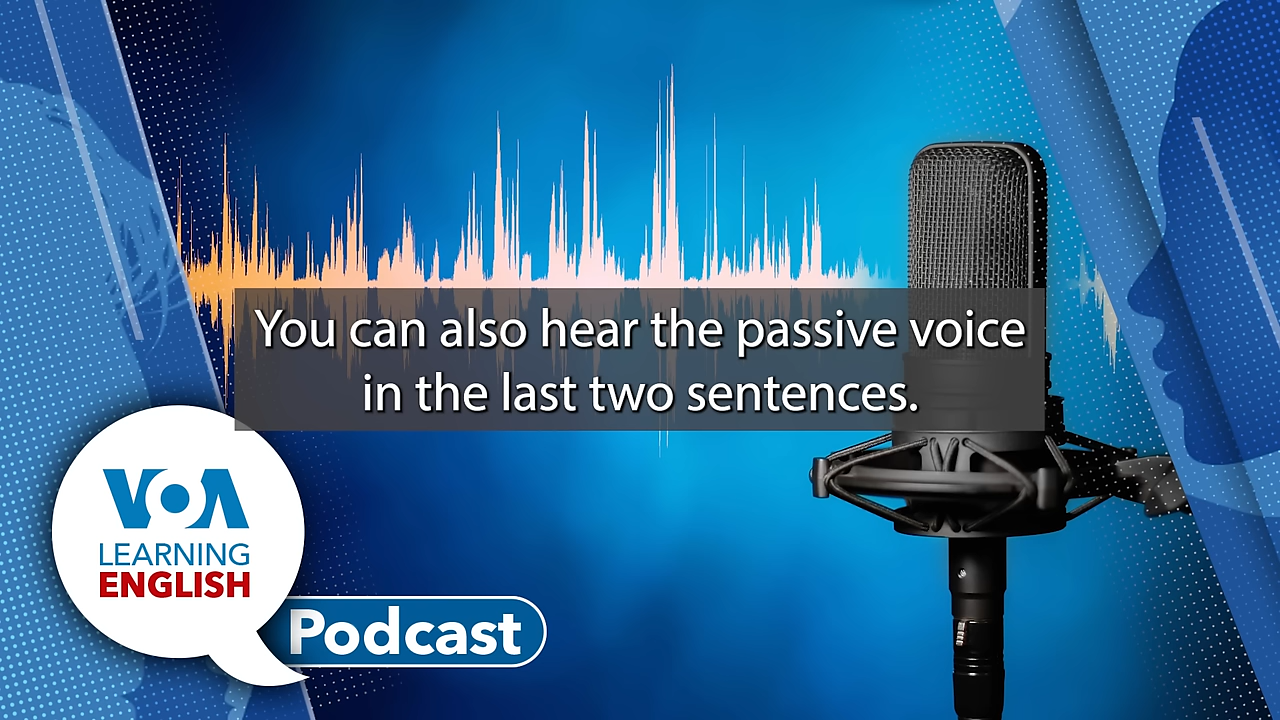 You can also hear the passive voice
in the last two sentences.
VOA
LEARNING
ENGLISH
Podcast